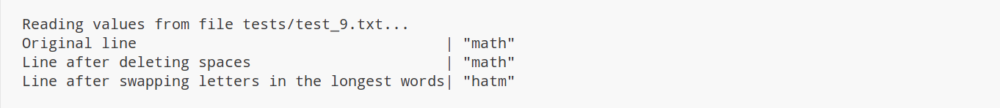 Reading values from file tests/test_9.txt...
Original line                                   | "math"
Line after deleting spaces                      | "math"
Line after swapping letters in the longest words| "hatm"